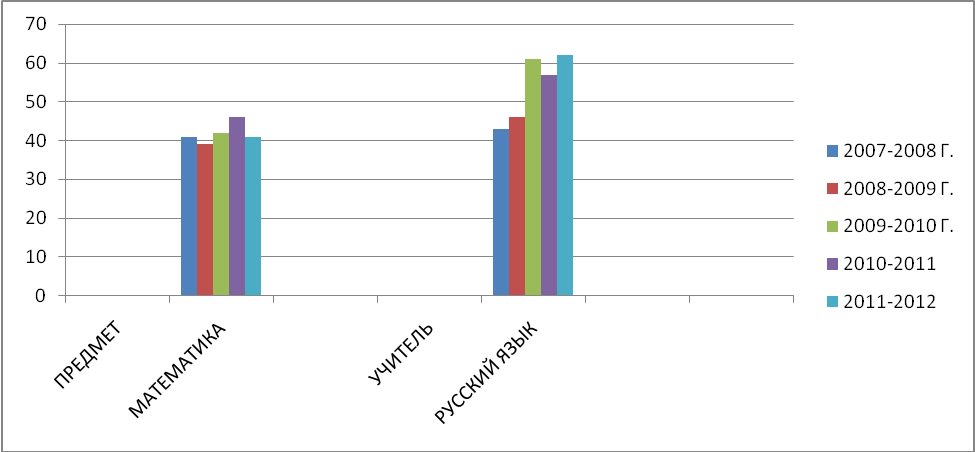 70
60
50
40
30
20
10
0
ПРЕДМЕТ
МАТЕМАТИКА
УЧИТЕЛЬ
РУССКИЙ ЯЗЫК
2007-2008 Г.
2008-2009 Г.
2009-2010 Г.
2010-2011
2011-2012